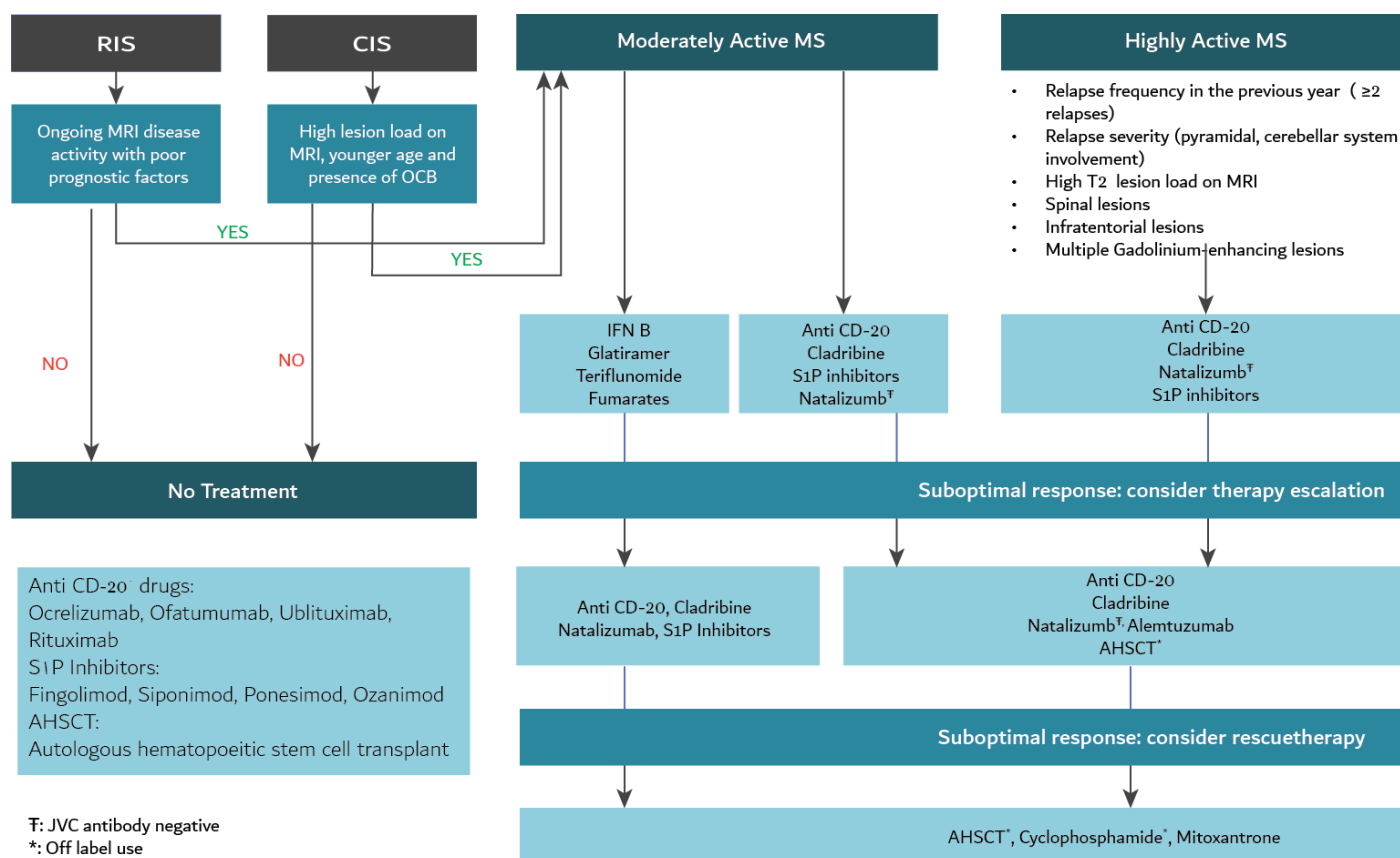 RIS
CIS
Moderately Active MS
Highly Active MS
Ongoing MRI disease
activity with poor
prognostic factors
High lesion load on
MRI, younger age and
presence of OCB
• Relapse frequency in the previous year ( ≥2
relapses)
• Relapse severity (pyramidal, cerebellar system
involvement)
• High T2 lesion load on MRI
• Spinal lesions
• Infratentorial lesions
• Multiple Gadolinium-enhancing lesions
YES
YES
NO
NO
IFN B
Glatiramer
Teriflunomide
Fumarates
Anti CD-20
Cladribine
S1P inhibitors
Natalizumbŧ
Anti CD-20
Cladribine
Natalizumbŧ
S1P inhibitors
No Treatment
Suboptimal response: consider therapy escalation
Anti CD-20 drugs:
Ocrelizumab, Ofatumumab, Ublituximab,
Rituximab
S1P Inhibitors:
Fingolimod, Siponimod, Ponesimod, Ozanimod
AHSCT:
Autologous hematopoeitic stem cell transplant
Anti CD-20, Cladribine
Natalizumab, S1P Inhibitors
Anti CD-20
Cladribine
Natalizumbŧ, Alemtuzumab
AHSCT*
Suboptimal response: consider rescuetherapy
AHSCT*, Cyclophosphamide*, Mitoxantrone
Ŧ: JVC antibody negative
*: Off label use